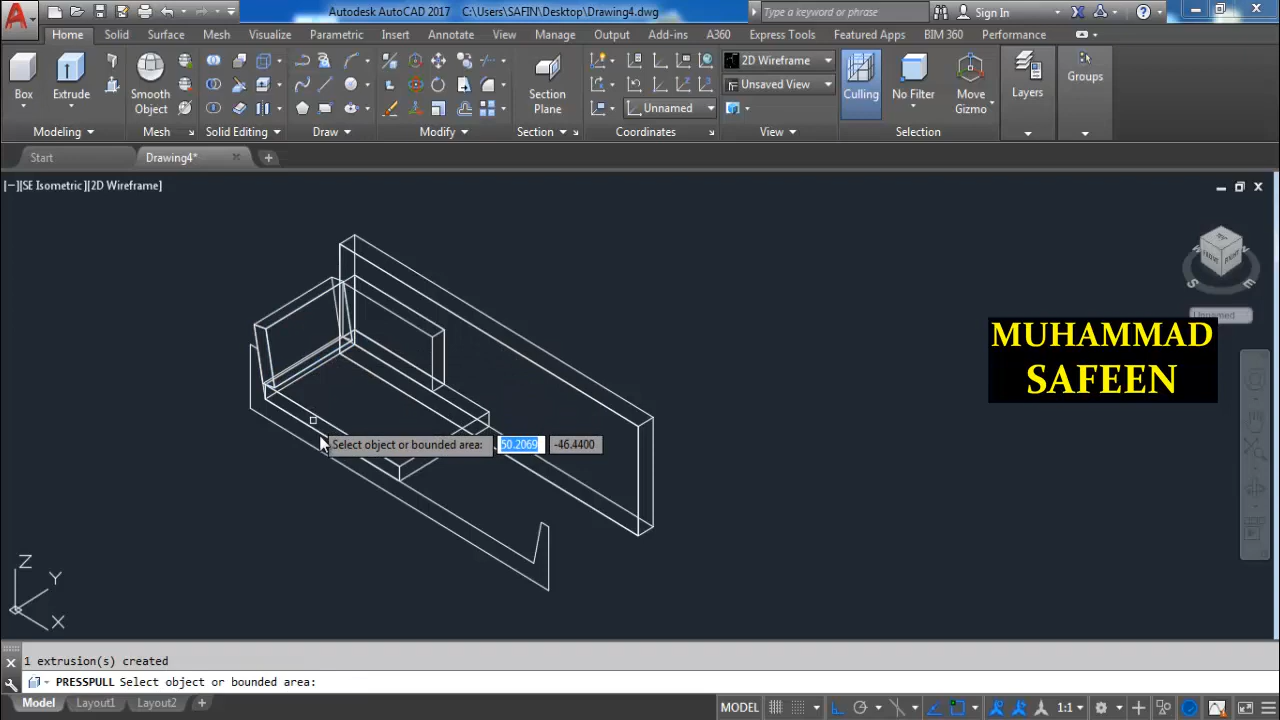 Autodesk AutoCAD 2017 C:\Users\SAFIN\Desktop\Drawing4.dwg
Type a keyword or phrase
Sign In
Home Solid Surface Mesh Visualize Parametric Insert Annotate View Manage Output Add-ins A360 Express Tools Featured Apps BIM 360 Performance
2D Wireframe
Unsaved View
Unnamed
Box Extrude Smooth Object Section Plane Culling No Filter Move Gizmo Layers Groups
Modeling Mesh Solid Editing Draw Modify Section Coordinates View Selection
Start Drawing4*
[−][SE Isometric][2D Wireframe]
W S E
FRONT
Unnamed
MUHAMMAD
SAFEEN
Select object or bounded area: 50.2069 -46.4400
Z
Y
X
1 extrusion(s) created
PRESSPULL Select object or bounded area:
Model Layout1 Layout2 +
MODEL 1:1